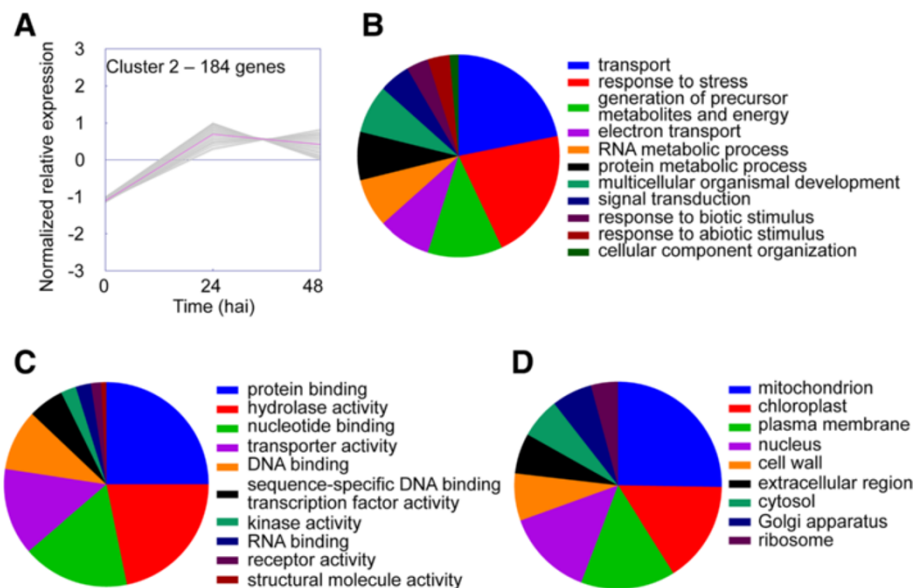 A
Normalized relative expression
3
2
1
0
-1
-2
-3
Cluster 2 – 184 genes
0
24
48
Time (hai)
B
transport
response to stress
generation of precursor
metabolites and energy
electron transport
RNA metabolic process
protein metabolic process
multicellular organismal development
signal transduction
response to biotic stimulus
response to abiotic stimulus
cellular component organization
C
protein binding
hydrolase activity
nucleotide binding
transporter activity
DNA binding
sequence-specific DNA binding
transcription factor activity
kinase activity
RNA binding
receptor activity
structural molecule activity
D
mitochondrion
chloroplast
plasma membrane
nucleus
cell wall
extracellular region
cytosol
Golgi apparatus
ribosome